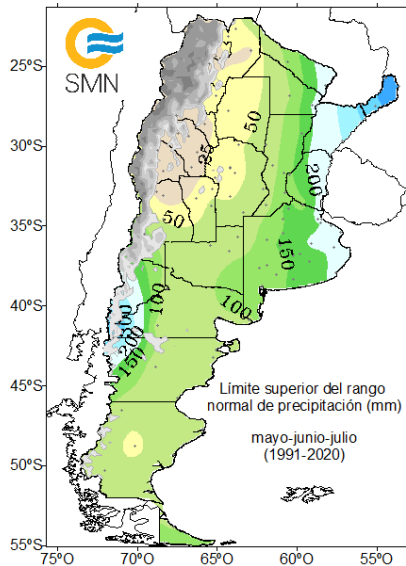 SMN
25°S
30°S
35°S
40°S
45°S
50°S
55°S
75°O
70°O
65°O
60°O
55°O
50
25
200
50
150
100
100
300
200
150
Límite superior del rango
normal de precipitación (mm)
mayo-junio-julio
(1991-2020)